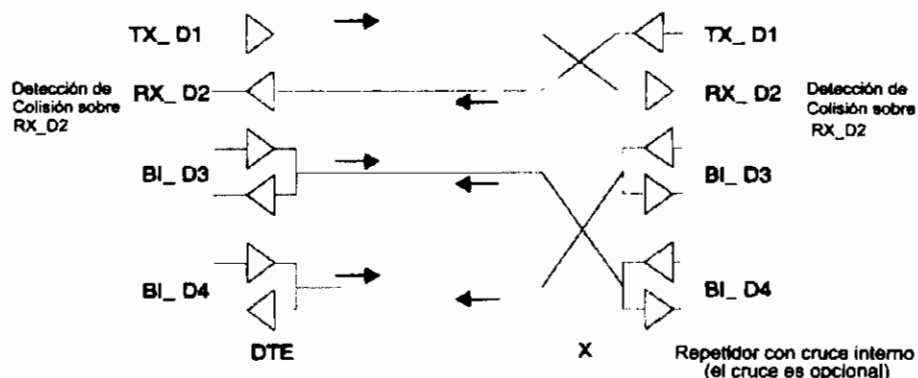 TX_ D1
TX_ D1
Detección de
Colisión sobre
RX_D2
RX_ D2
RX_ D2
Detección de
Colisión sobre
RX_D2
BI_ D3
BI_ D3
BI_ D4
BI_ D4
DTE
X
Repetidor con cruce interno
(el cruce es opcional)